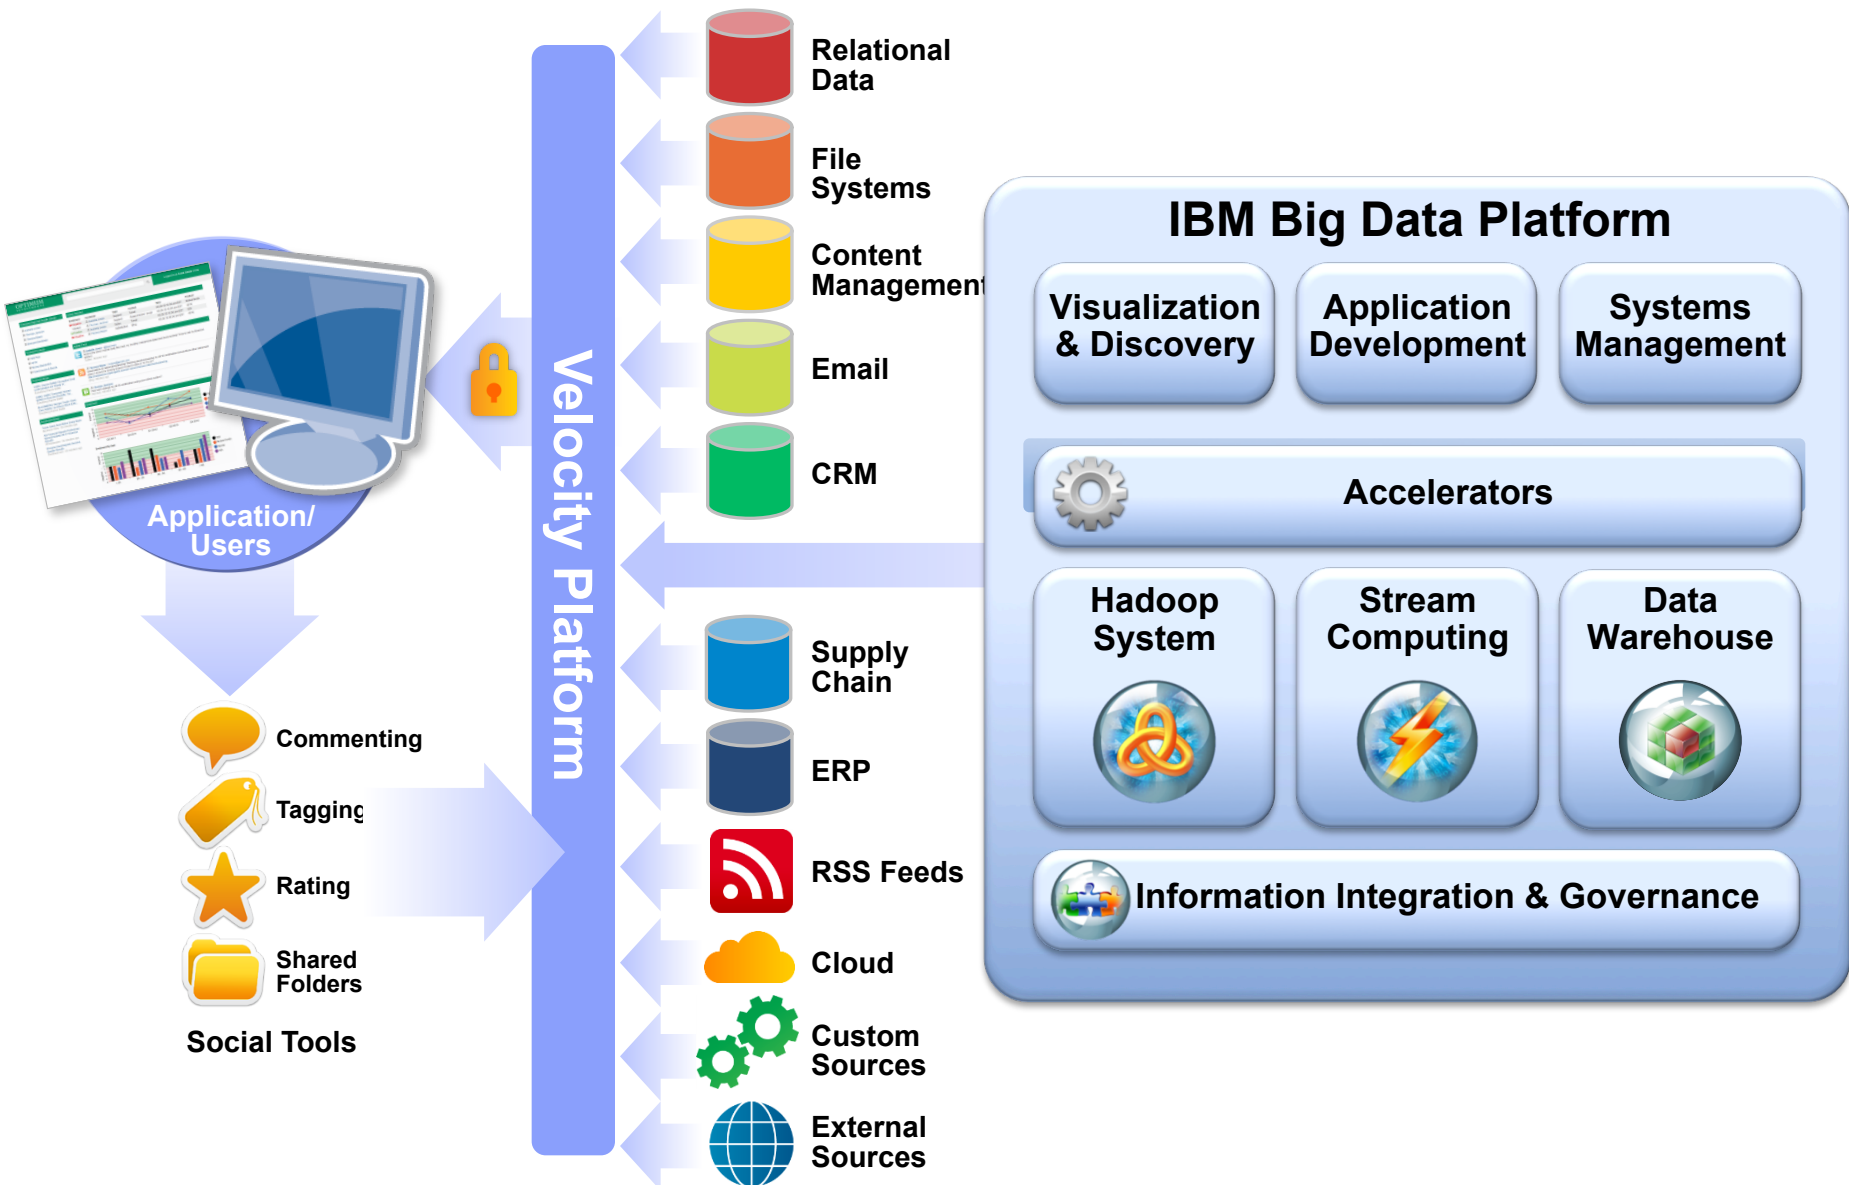 Relational
Data
File
Systems
Content
Management
Email
CRM
Supply
Chain
ERP
RSS Feeds
Cloud
Custom
Sources
External
Sources
Velocity Platform
Application/
Users
Commenting
Tagging
Rating
Shared
Folders
Social Tools
IBM Big Data Platform
Visualization
& Discovery
Application
Development
Systems
Management
Accelerators
Hadoop
System
Stream
Computing
Data
Warehouse
Information Integration & Governance